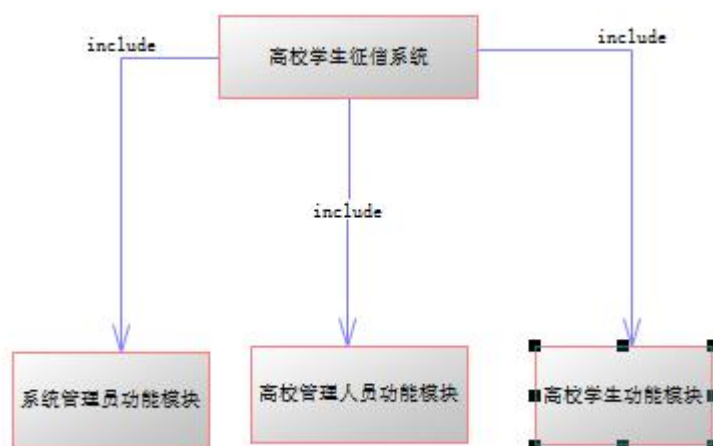 高校学生征信系统
include
include
include
系统管理员功能模块
高校管理人员功能模块
高校学生功能模块